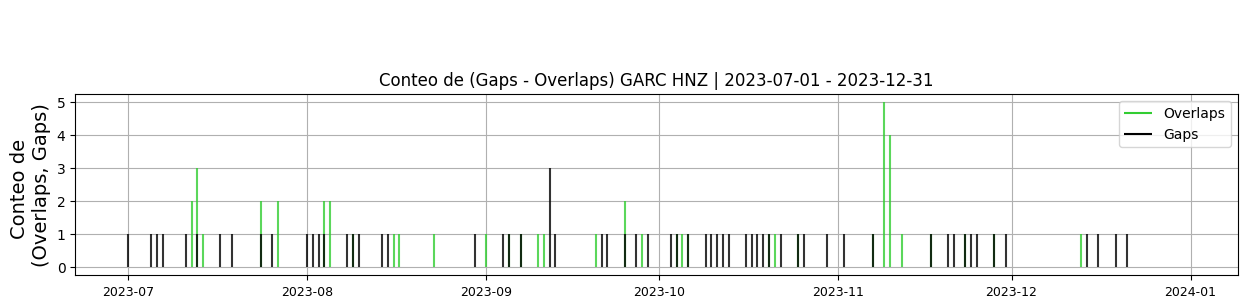 Conteo de (Gaps - Overlaps) GARC HNZ | 2023-07-01 - 2023-12-31
Conteo de
(Overlaps, Gaps)
5
4
3
2
1
0
Overlaps
Gaps
2023-07
2023-08
2023-09
2023-10
2023-11
2023-12
2024-01